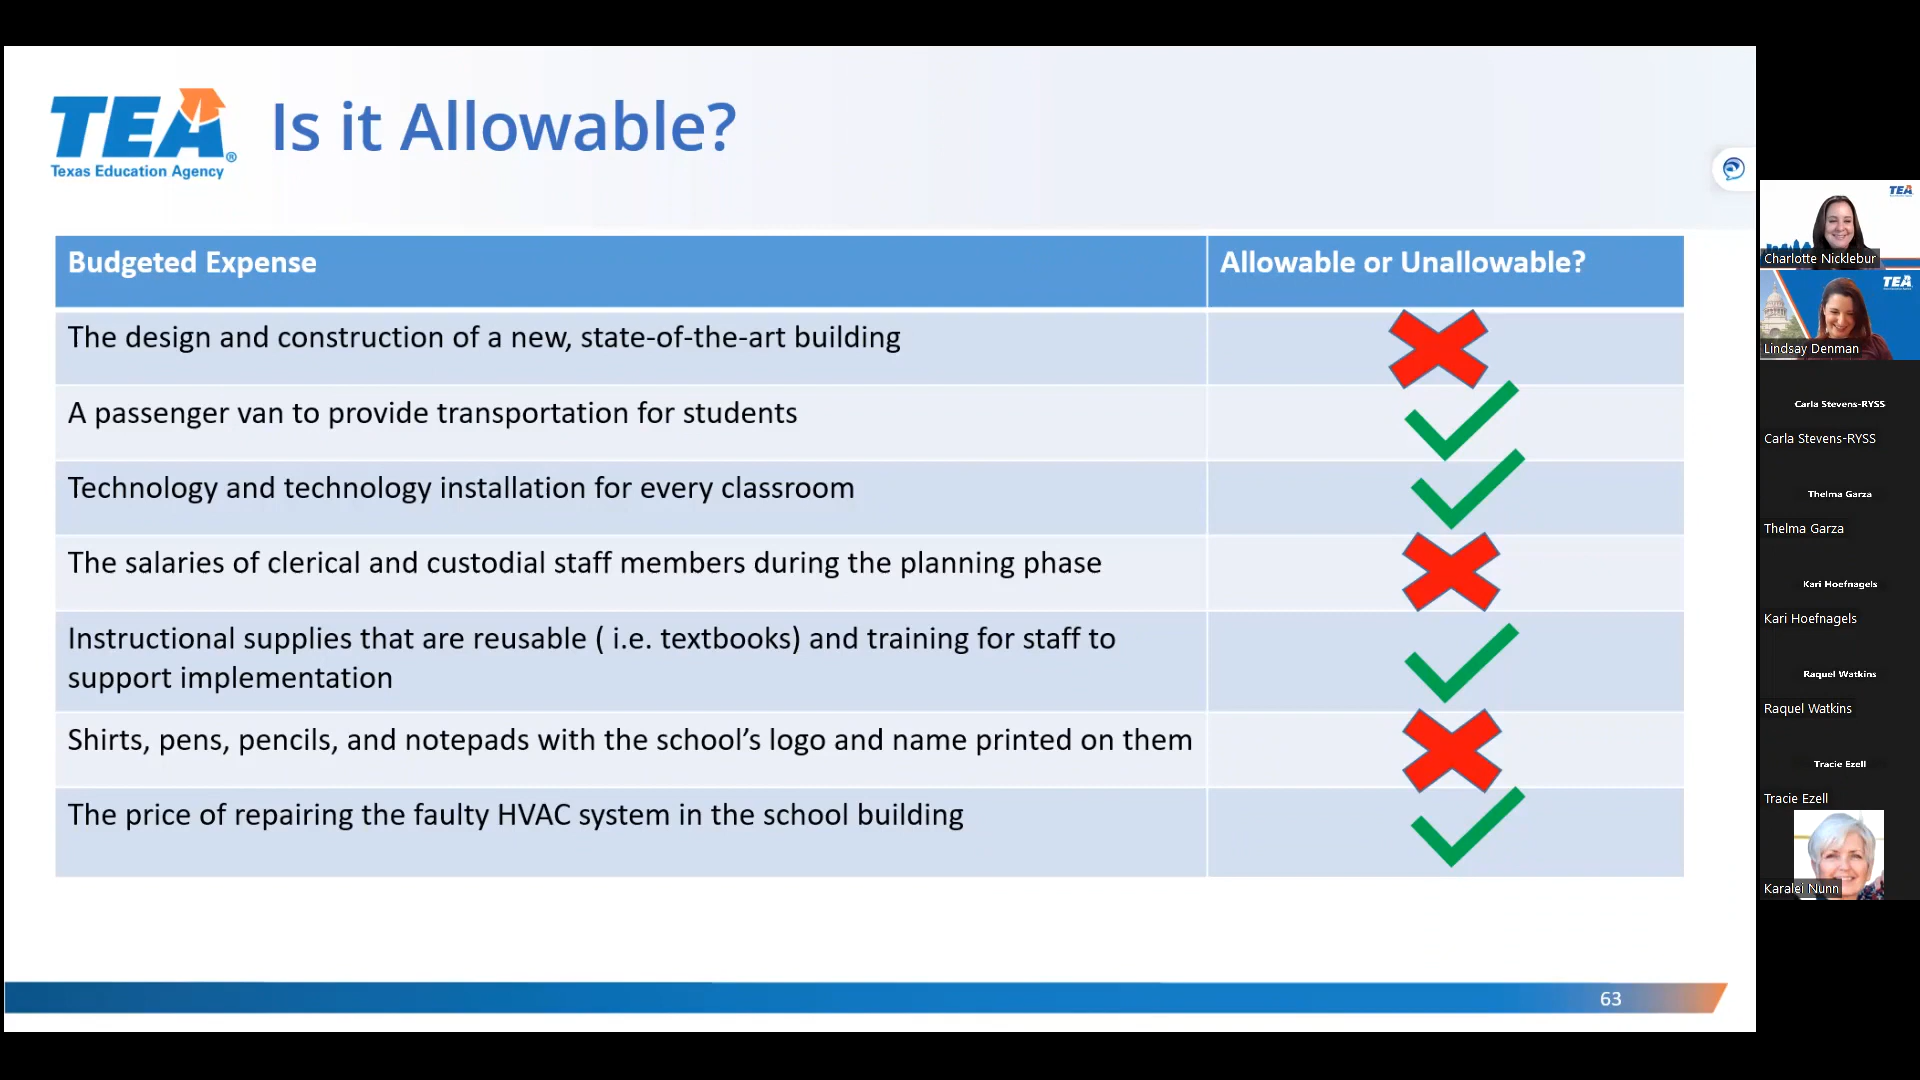 TEA®
Texas Education Agency
Is it Allowable?
Budgeted Expense
Allowable or Unallowable?
The design and construction of a new, state-of-the-art building
A passenger van to provide transportation for students
Technology and technology installation for every classroom
The salaries of clerical and custodial staff members during the planning phase
Instructional supplies that are reusable ( i.e. textbooks) and training for staff to
support implementation
Shirts, pens, pencils, and notepads with the school’s logo and name printed on them
The price of repairing the faulty HVAC system in the school building
63
TEA
Charlotte Nicklebur
TEA
Lindsay Denman
Carla Stevens-RYSS
Carla Stevens-RYSS
Thelma Garza
Thelma Garza
Kari Hoefnagels
Kari Hoefnagels
Raquel Watkins
Raquel Watkins
Tracie Ezell
Tracie Ezell
Karalei Nunn